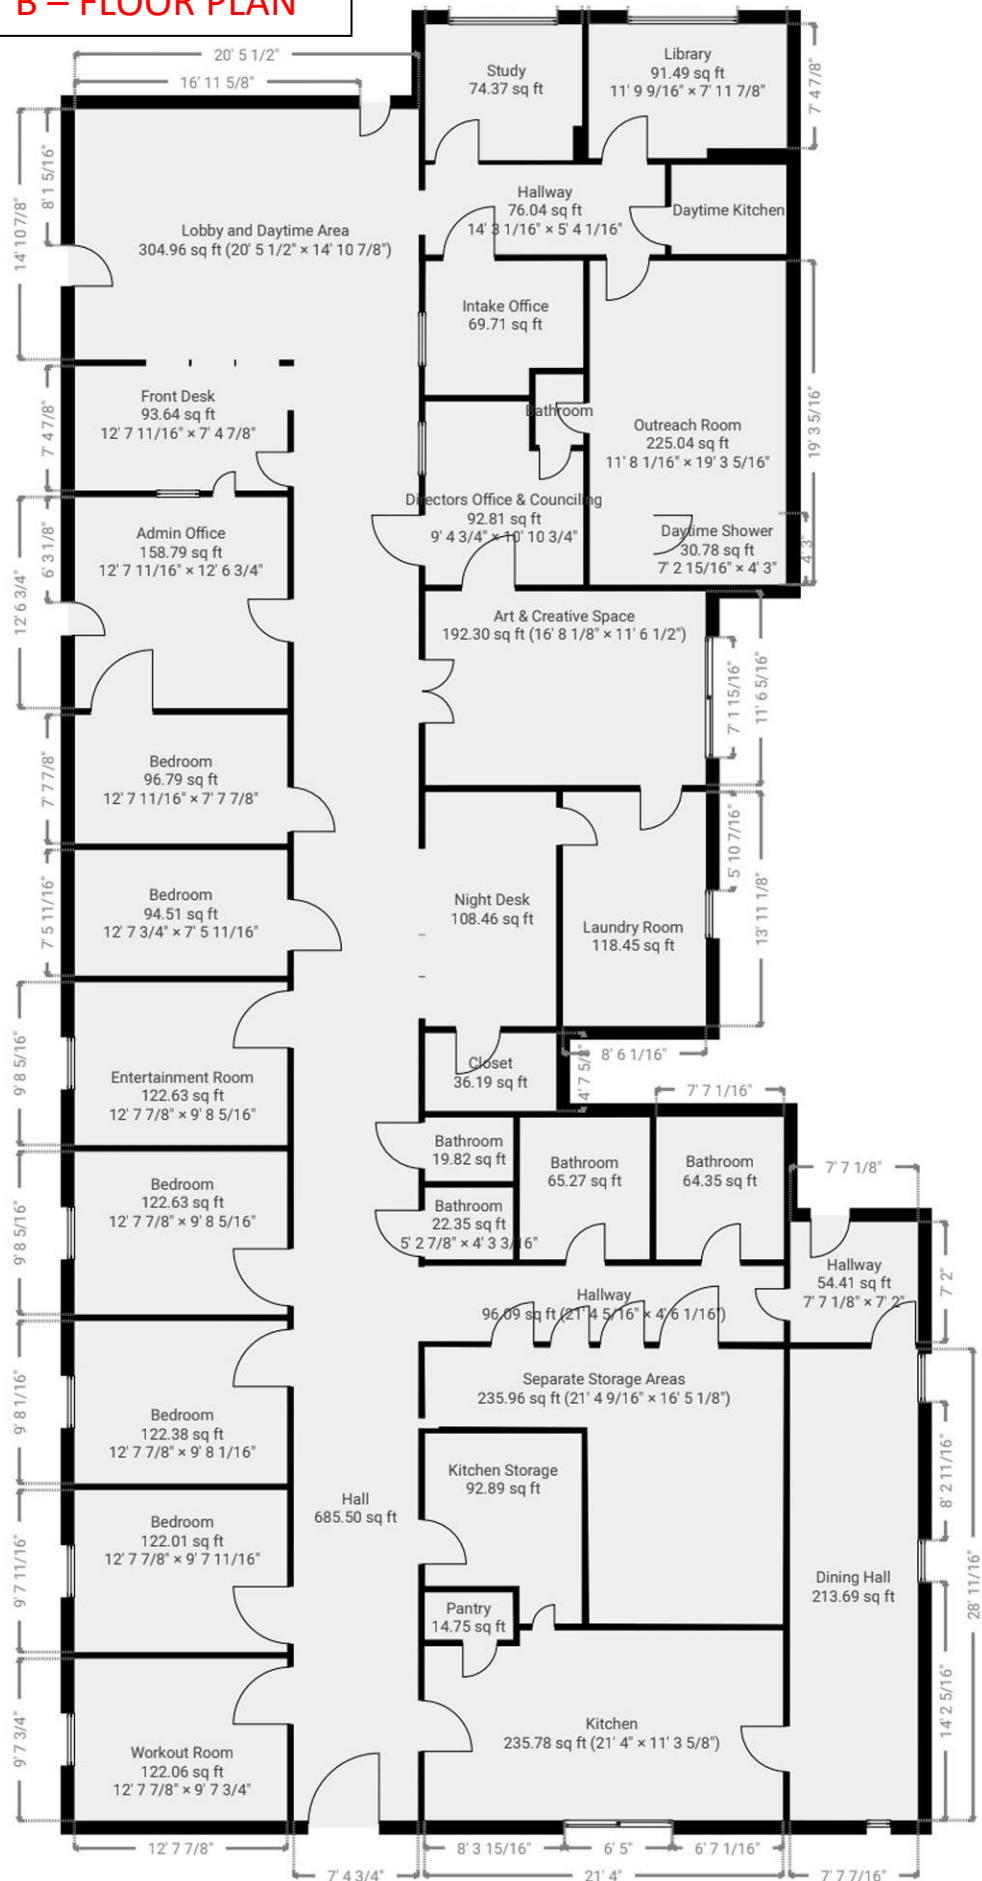 B – FLOOR PLAN
20' 5 1/2"
16' 11 5/8"
Study
74.37 sq ft
Library
91.49 sq ft
11' 9 9/16" × 7' 11 7/8"
7' 4 7/8"
8' 1 5/16"
14' 10 7/8"
Hallway
76.04 sq ft
14' 3 1/16" × 5' 4 1/16"
Daytime Kitchen
Lobby and Daytime Area
304.96 sq ft (20' 5 1/2" × 14' 10 7/8")
Intake Office
69.71 sq ft
Front Desk
93.64 sq ft
12' 7 11/16" × 7' 4 7/8"
7' 4 7/8"
Bathroom
Outreach Room
225.04 sq ft
11' 8 1/16" × 19' 3 5/16"
19' 3 5/16"
Directors Office & Counciling
92.81 sq ft
9' 4 3/4" × 10' 10 3/4"
Daytime Shower
30.78 sq ft
7' 2 15/16" × 4' 3"
4' 3"
Admin Office
158.79 sq ft
12' 7 11/16" × 12' 6 3/4"
6' 3 1/8"
12' 6 3/4"
Art & Creative Space
192.30 sq ft (16' 8 1/8" × 11' 6 1/2")
7' 1 15/16"
11' 6 5/16"
Bedroom
96.79 sq ft
12' 7 11/16" × 7' 7 7/8"
7' 7 7/8"
Bedroom
94.51 sq ft
12' 7 3/4" × 7' 5 11/16"
7' 5 11/16"
Night Desk
108.46 sq ft
Laundry Room
118.45 sq ft
5' 10 7/16"
13' 11 1/8"
Entertainment Room
122.63 sq ft
12' 7 7/8" × 9' 8 5/16"
9' 8 5/16"
Closet
36.19 sq ft
4' 7 5/8"
8' 6 1/16"
7' 7 1/16"
Bathroom
19.82 sq ft
Bathroom
65.27 sq ft
Bathroom
64.35 sq ft
7' 7 1/8"
Bedroom
122.63 sq ft
12' 7 7/8" × 9' 8 5/16"
9' 8 5/16"
Bathroom
22.35 sq ft
5' 2 7/8" × 4' 3 3/16"
Hallway
54.41 sq ft
7' 7 1/8" × 7' 2"
7' 2"
Hallway
96.09 sq ft (21' 4 5/16" × 4' 6 1/16")
Separate Storage Areas
235.96 sq ft (21' 4 9/16" × 16' 5 1/8")
Bedroom
122.38 sq ft
12' 7 7/8" × 9' 8 1/16"
9' 8 1/16"
Kitchen Storage
92.89 sq ft
8' 2 11/16"
Hall
685.50 sq ft
Bedroom
122.01 sq ft
12' 7 7/8" × 9' 7 11/16"
9' 7 11/16"
Dining Hall
213.69 sq ft
28' 11/16"
Pantry
14.75 sq ft
14' 2 5/16"
Kitchen
235.78 sq ft (21' 4" × 11' 3 5/8")
Workout Room
122.06 sq ft
12' 7 7/8" × 9' 7 3/4"
9' 7 3/4"
12' 7 7/8"
8' 3 15/16"
6' 5"
6' 7 1/16"
7' 4 3/4"
21' 4"
7' 7 7/16"